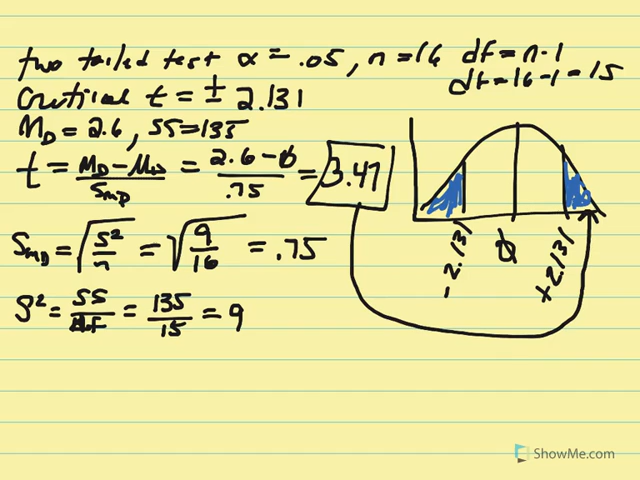 two tailed test α = .05, n = 16 df = n-1
df = 16-1 = 15
critical t = ± 2.131
MD = 2.6, SS = 135
t = MD - μD / SMD = 2.6 - 0 / .75 = 3.47
SMD = √S²/n = √9/16 = .75
S² = SS/df = 135/15 = 9
-2.131 0 +2.131
ShowMe.com